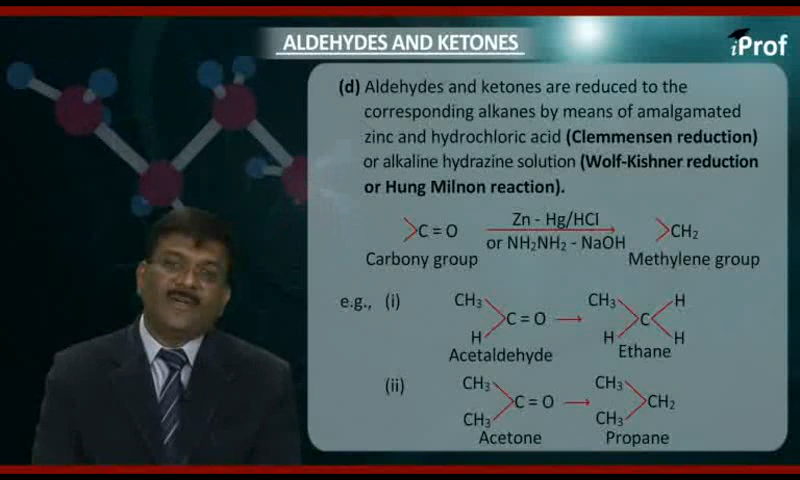 ALDEHYDES AND KETONES
iProf
(d) Aldehydes and ketones are reduced to the
corresponding alkanes by means of amalgamated
zinc and hydrochloric acid (Clemmensen reduction)
or alkaline hydrazine solution (Wolf-Kishner reduction
or Hung Milnon reaction).
Zn - Hg/HCl
C = O CH₂
or NH₂NH₂ - NaOH
Carbony group Methylene group
e.g., (i) CH₃ CH₃ H
C = O C
H H H
Acetaldehyde Ethane
(ii) CH₃ CH₃
C = O CH₂
CH₃ CH₃
Acetone Propane